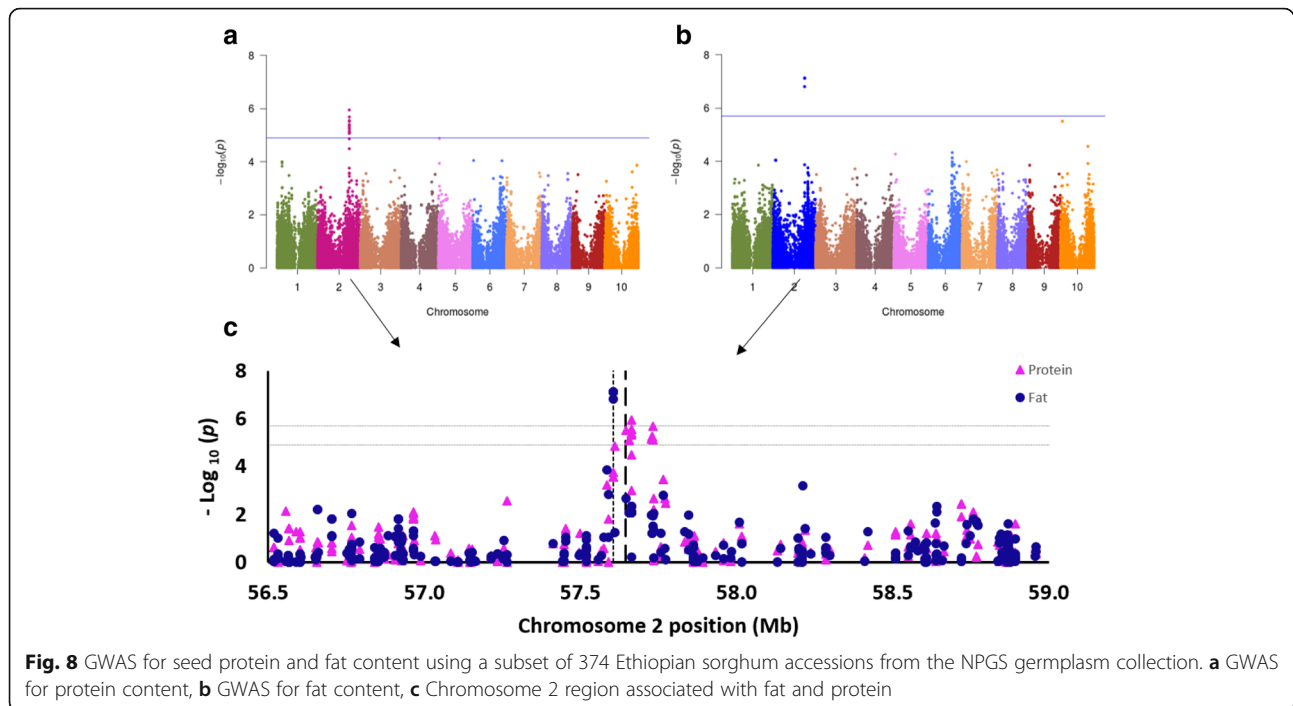 a
b
8
6
4
2
0
− log10(p)
1 2 3 4 5 6 7 8 9 10
Chromosome
8
6
4
2
0
− log10(p)
1 2 3 4 5 6 7 8 9 10
Chromosome
c
8
6
4
2
0
- Log 10 (p)
Protein
Fat
56.5 57.0 57.5 58.0 58.5 59.0
Chromosome 2 position (Mb)
Fig. 8 GWAS for seed protein and fat content using a subset of 374 Ethiopian sorghum accessions from the NPGS germplasm collection. a GWAS
for protein content, b GWAS for fat content, c Chromosome 2 region associated with fat and protein